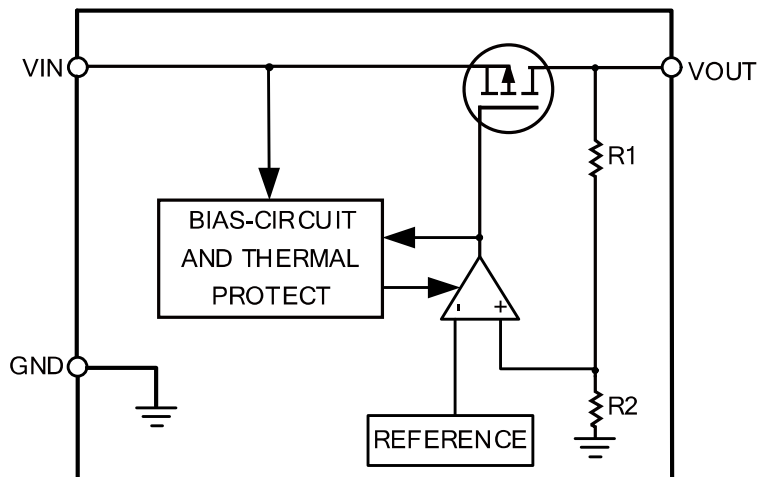 VIN
VOUT
R1
BIAS-CIRCUIT
AND THERMAL
PROTECT
- +
GND
R2
REFERENCE